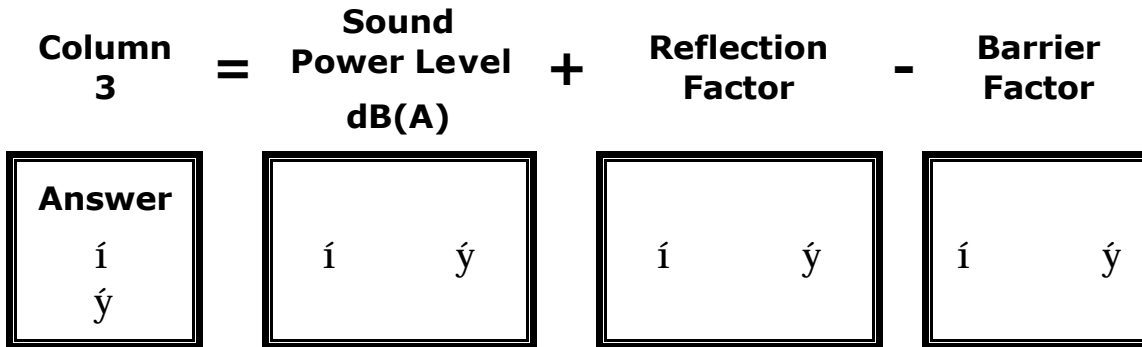 Column
3
=
Sound
Power Level
dB(A)
+
Reflection
Factor
-
Barrier
Factor
Answer
í
ý
í ý
í ý
í ý